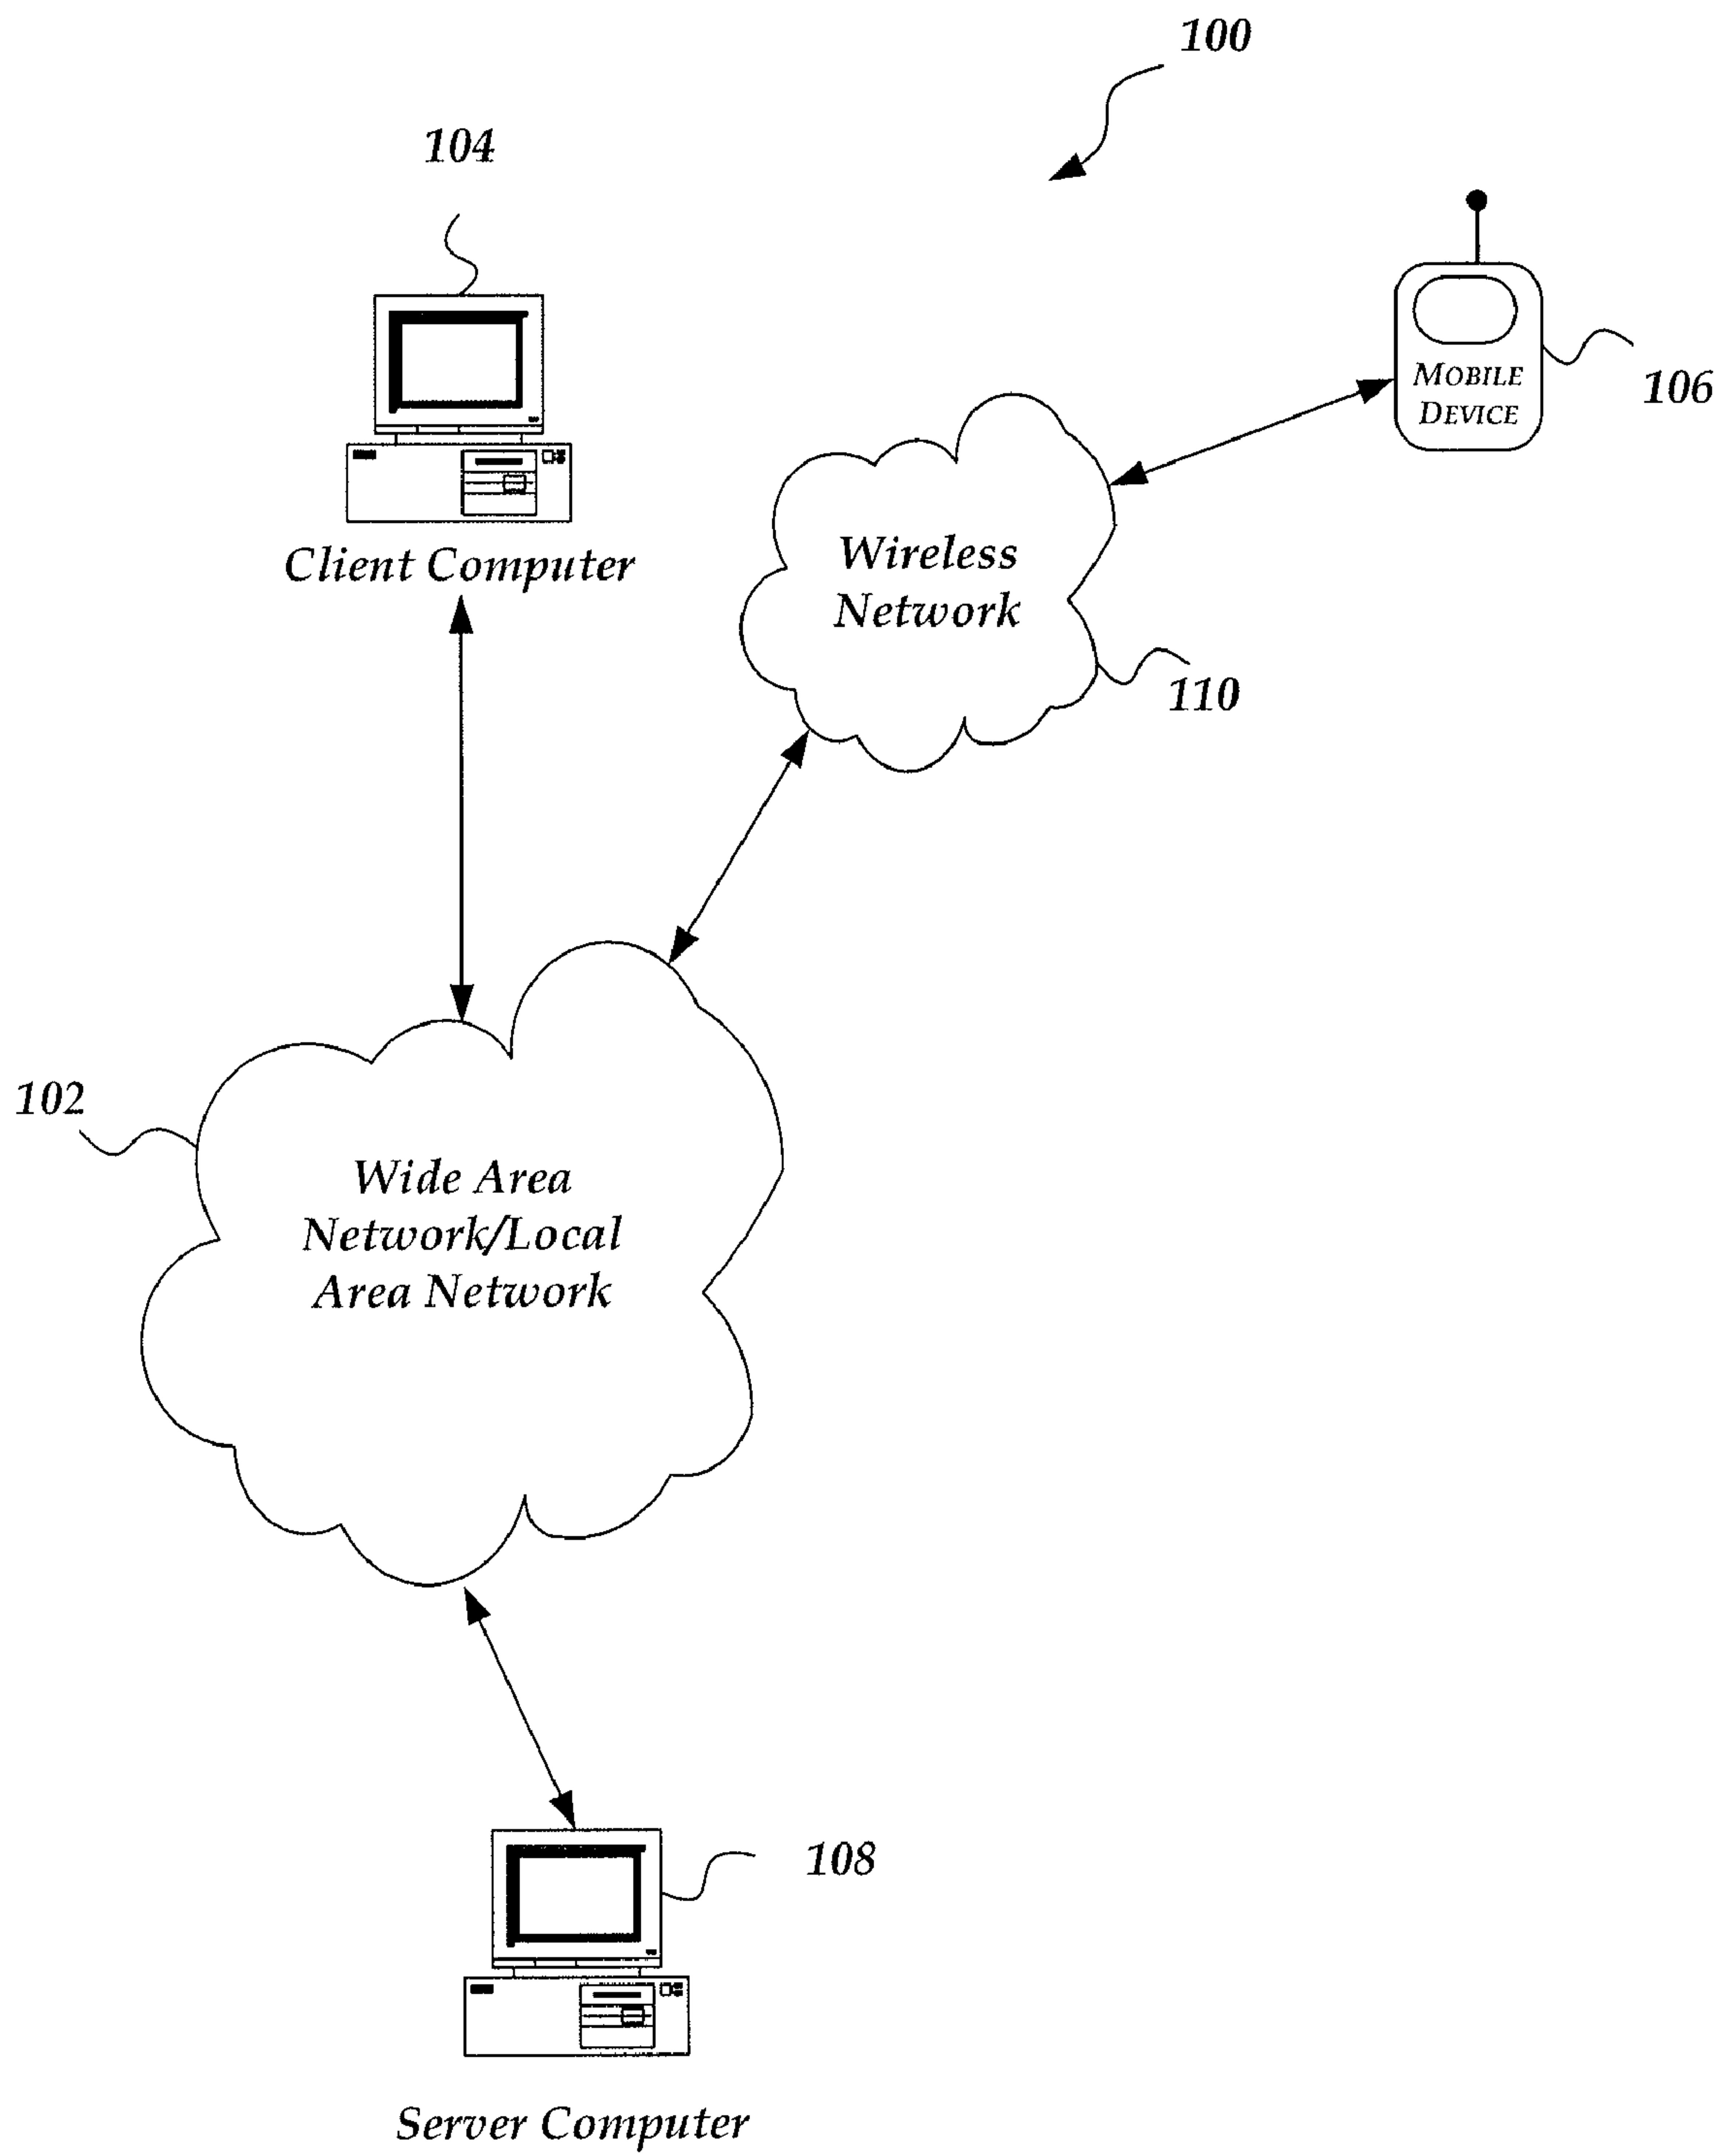 100
104
MOBILE
DEVICE
106
Client Computer
Wireless
Network
110
102
Wide Area
Network/Local
Area Network
108
Server Computer